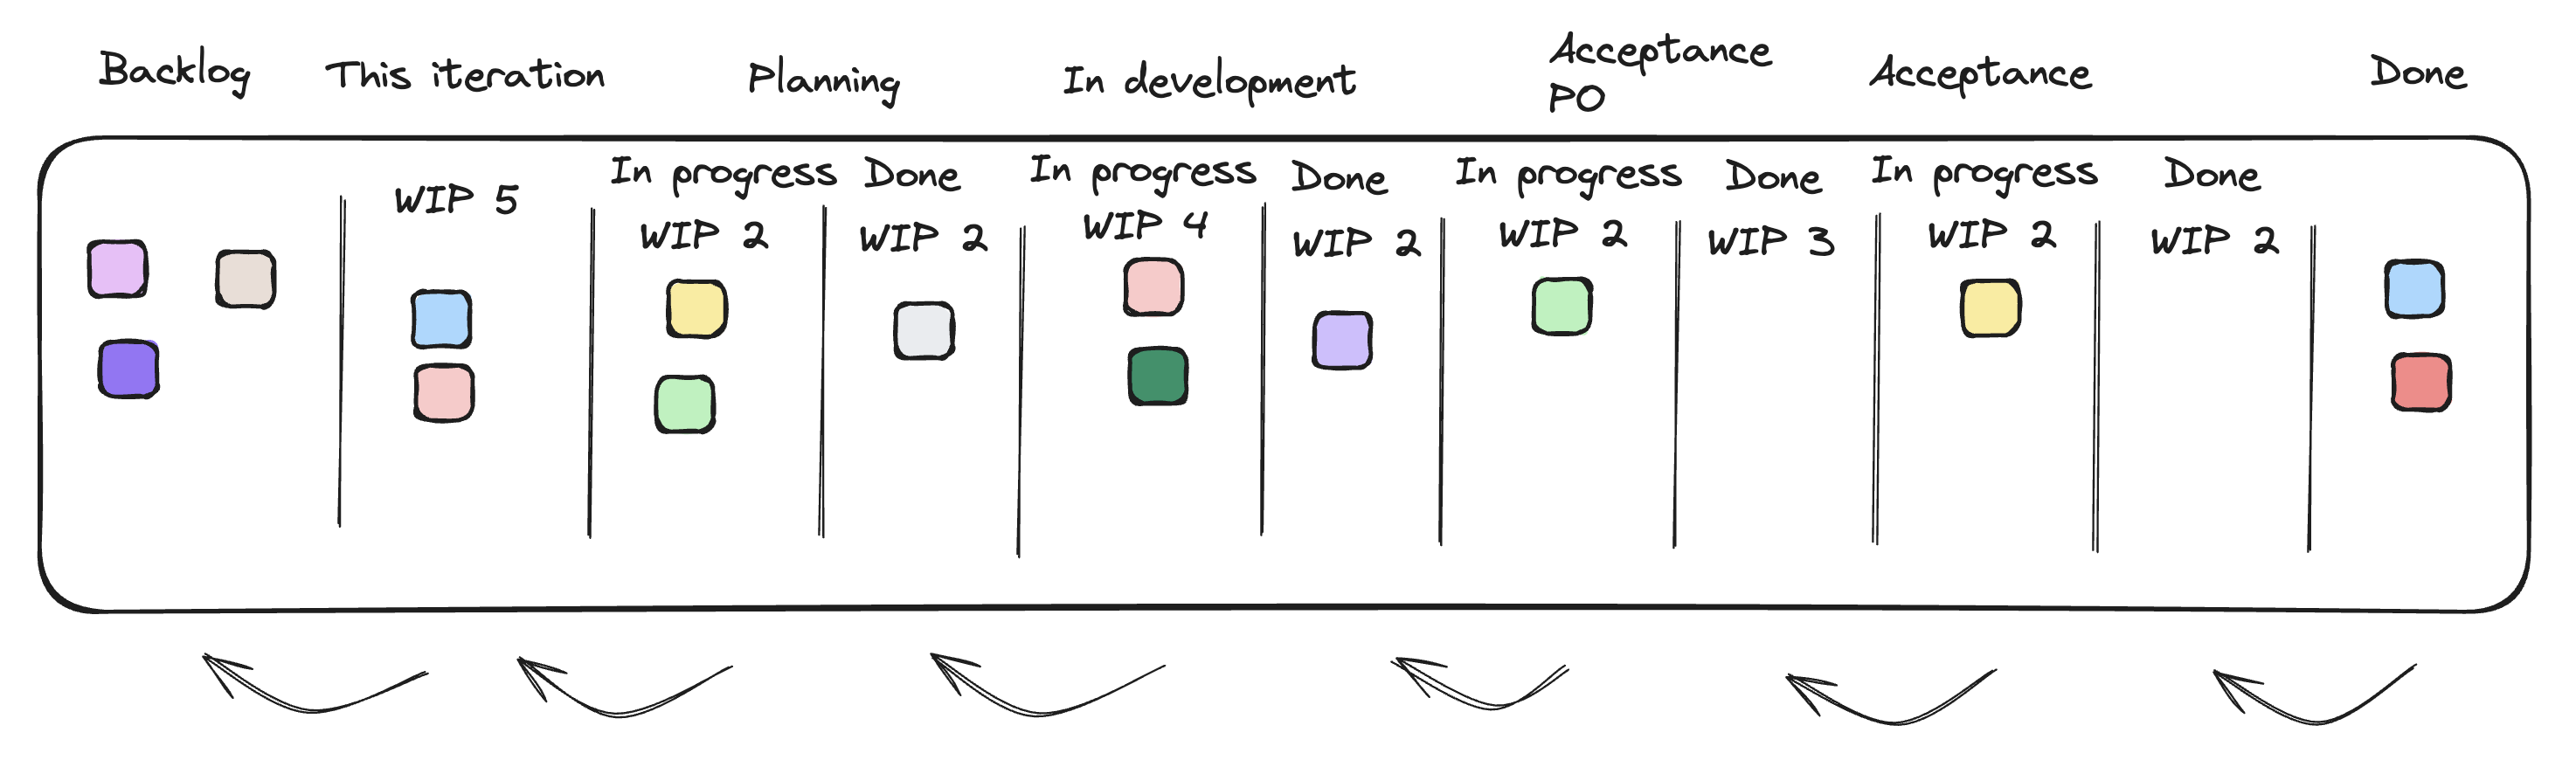 Backlog
This iteration
Planning
In development
Acceptance
PO
Acceptance
Done
WIP 5
In progress
WIP 2
Done
WIP 2
In progress
WIP 4
Done
WIP 2
In progress
WIP 2
Done
WIP 3
In progress
WIP 2
Done
WIP 2